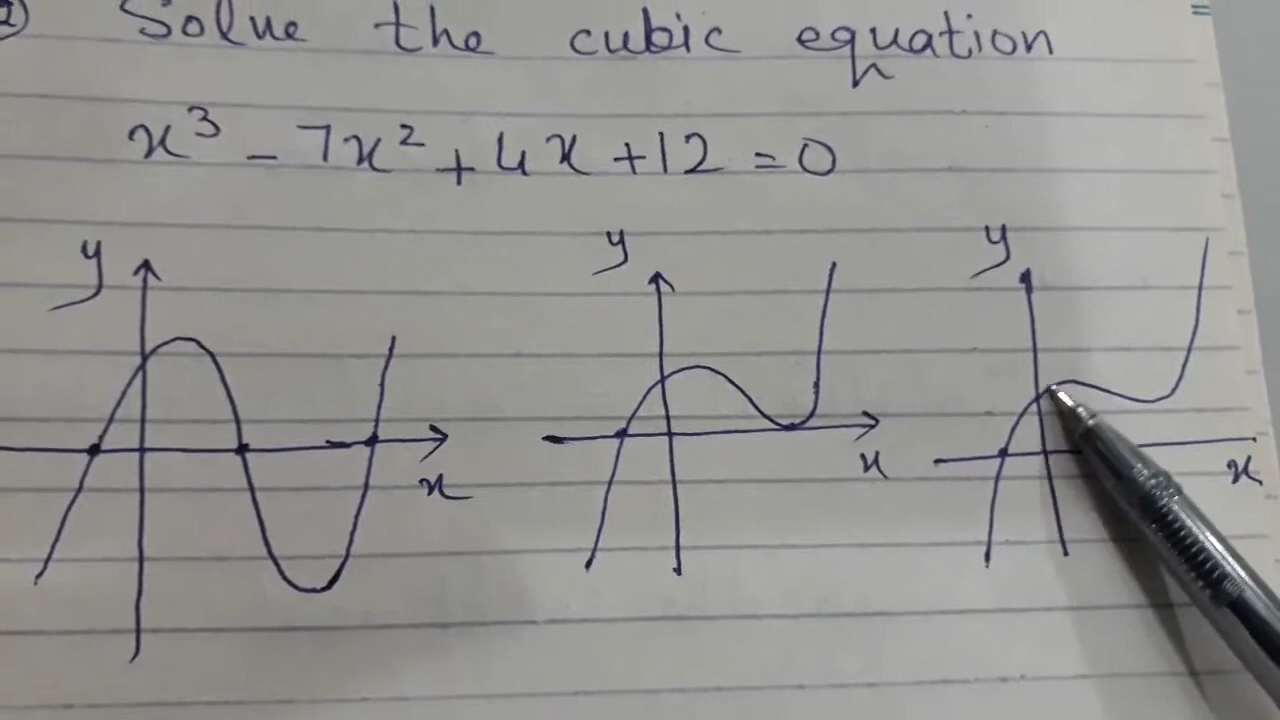 Solve the cubic equation
x³ - 7x² + 4x + 12 = 0
y y y
x x x